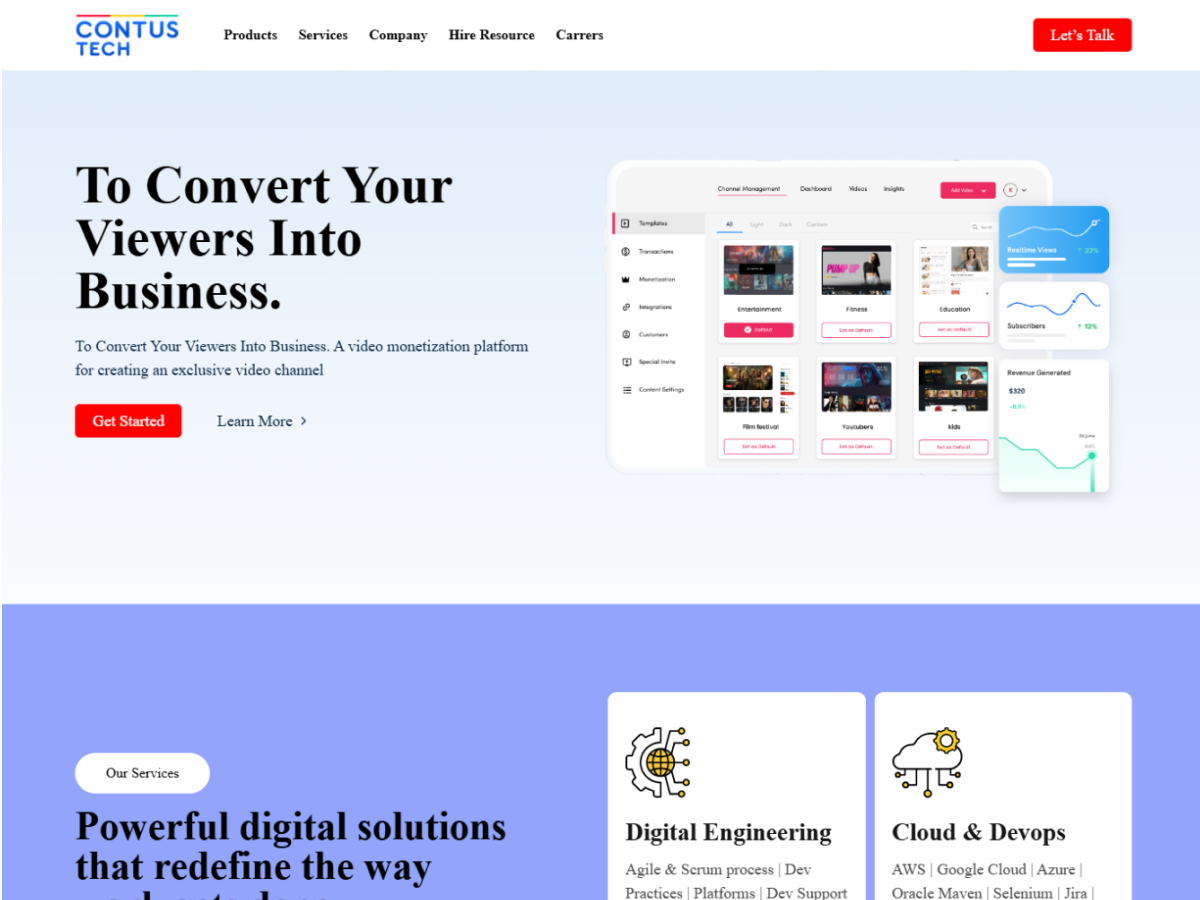 CONTUS
TECH
Products Services Company Hire Resource Carrers
Let's Talk
To Convert Your
Viewers Into
Business.
To Convert Your Viewers Into Business. A video monetization platform
for creating an exclusive video channel
Get Started Learn More
Channel Management Dashboard Videos Insights Add Video K
Templates
Transactions
Monetization
Integrations
Customers
Special Invite
Content Settings
All Light Dark Custom
PUMP UP
Entertainment Fitness Education
Default Set as Default Set as Default
Film festival Youtubers kids
Set as Default Set as Default Set as Default
Realtime Views ↑ 22%
Subscribers ↑ 12%
Revenue Generated
$320
Our Services
Powerful digital solutions
that redefine the way
Digital Engineering
Agile & Scrum process | Dev
Practices | Platforms | Dev Support
Cloud & Devops
AWS | Google Cloud | Azure |
Oracle Maven | Selenium | Jira |